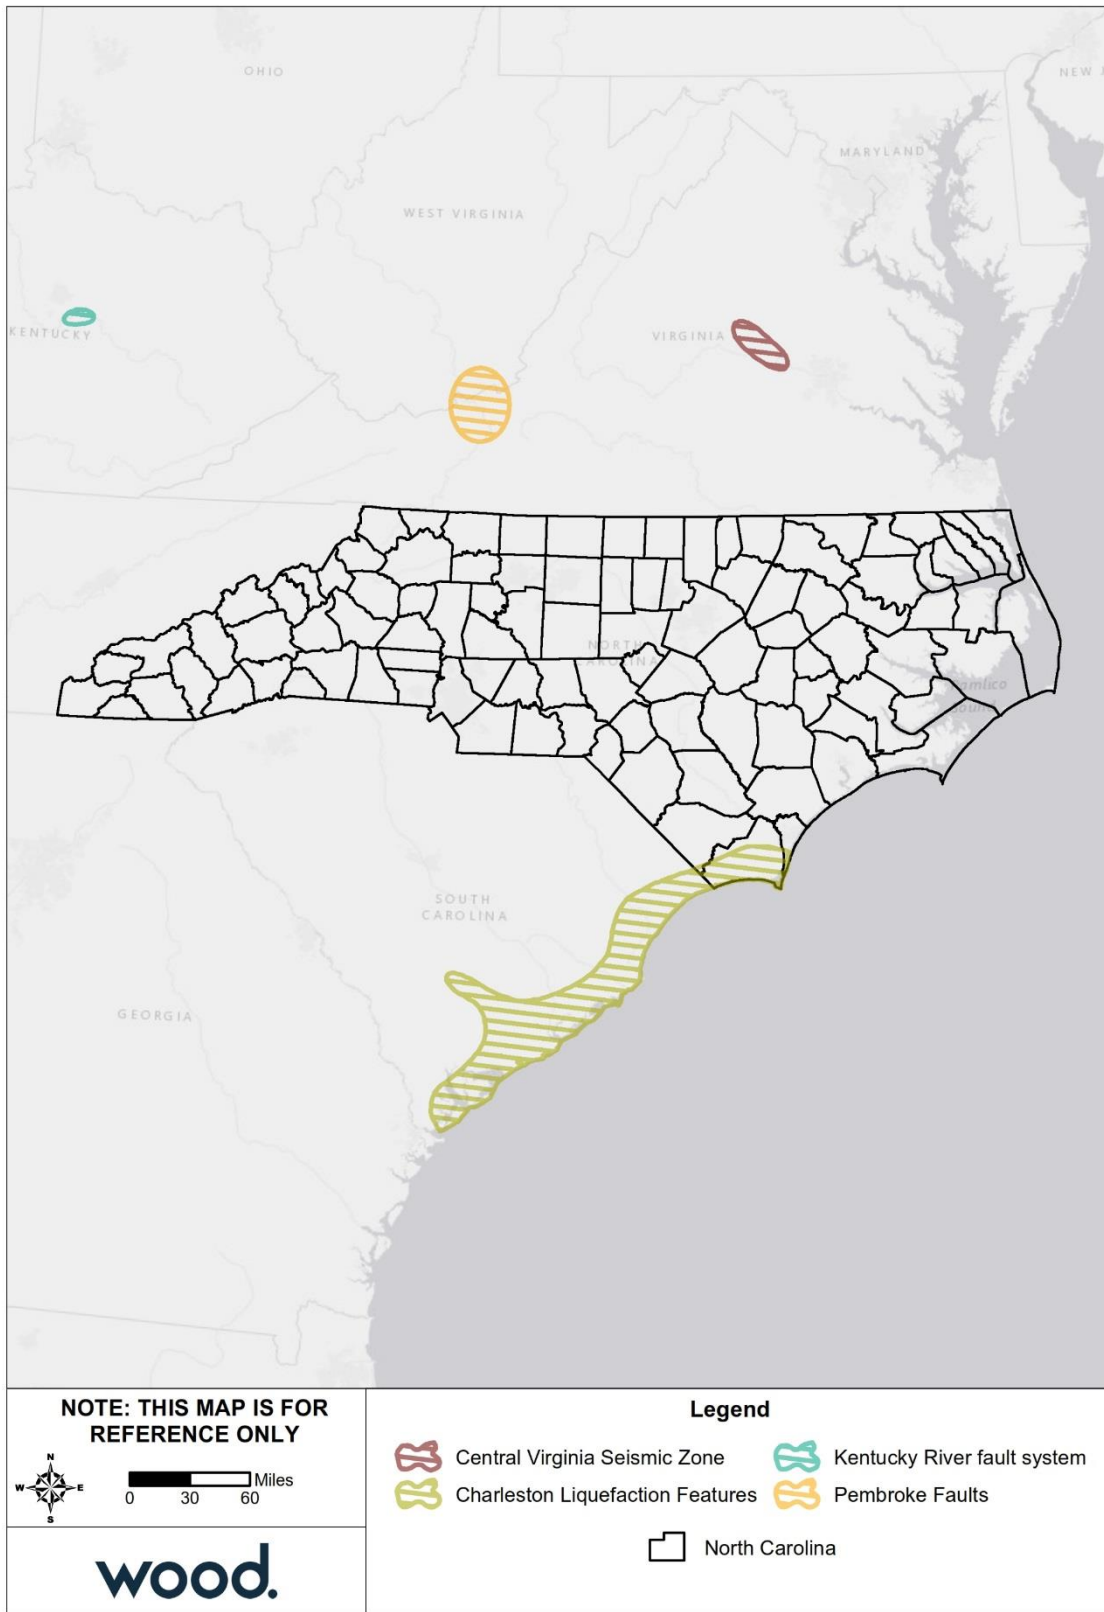 OHIO
NEW J
MARYLAND
WEST VIRGINIA
KENTUCKY
VIRGINIA
NORTH
CAROLINA
Pamlico
Sound
SOUTH
CAROLINA
GEORGIA
NOTE: THIS MAP IS FOR
REFERENCE ONLY
N
W E
S
Miles
0 30 60
wood.
Legend
Central Virginia Seismic Zone
Kentucky River fault system
Charleston Liquefaction Features
Pembroke Faults
North Carolina